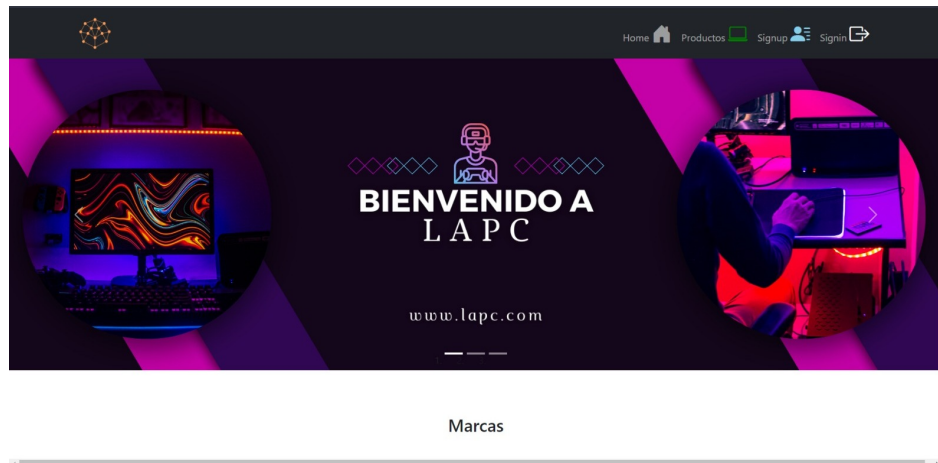 Home Productos Signup Signin
BIENVENIDO A
LAPC
www.lapc.com
Marcas